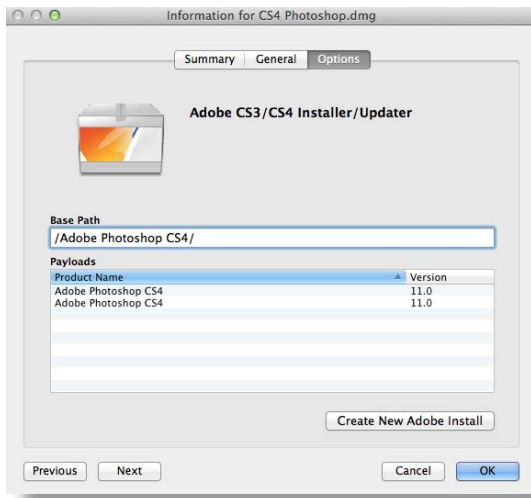 Information for CS4 Photoshop.dmg
Summary General Options
Adobe CS3/CS4 Installer/Updater
Base Path
/Adobe Photoshop CS4/
Payloads
Product Name Version
Adobe Photoshop CS4 11.0
Adobe Photoshop CS4 11.0
Create New Adobe Install
Previous Next Cancel OK